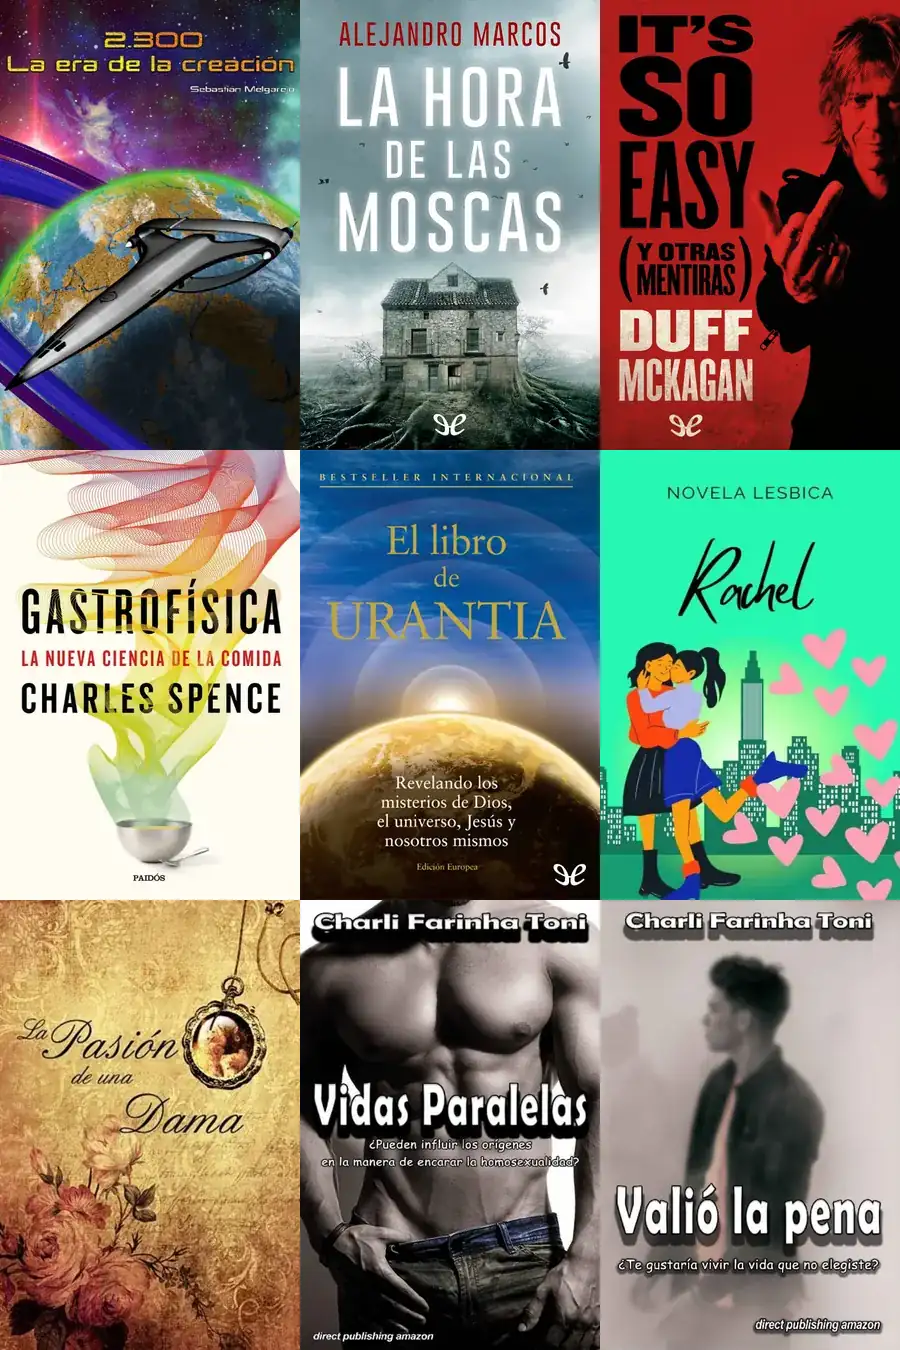 2.300
La era de la creación
Sebastian Melgarejo
ALEJANDRO MARCOS
LA HORA
DE LAS
MOSCAS
IT'S
SO
EASY
(Y OTRAS
MENTIRAS)
DUFF
MCKAGAN
GASTROFÍSICA
LA NUEVA CIENCIA DE LA COMIDA
CHARLES SPENCE
PAIDÓS
BESTSELLER INTERNACIONAL
El libro
de
URANTIA
Revelando los
misterios de Dios,
el universo, Jesús y
nosotros mismos
Edición Europea
NOVELA LESBICA
Rachel
La Pasión
de una
Dama
Charli Farinha Toni
Vidas Paralelas
¿Pueden influir los orígenes
en la manera de encarar la homosexualidad?
direct publishing amazon
Charli Farinha Toni
Valió la pena
¿Te gustaría vivir la vida que no elegiste?
direct publishing amazon